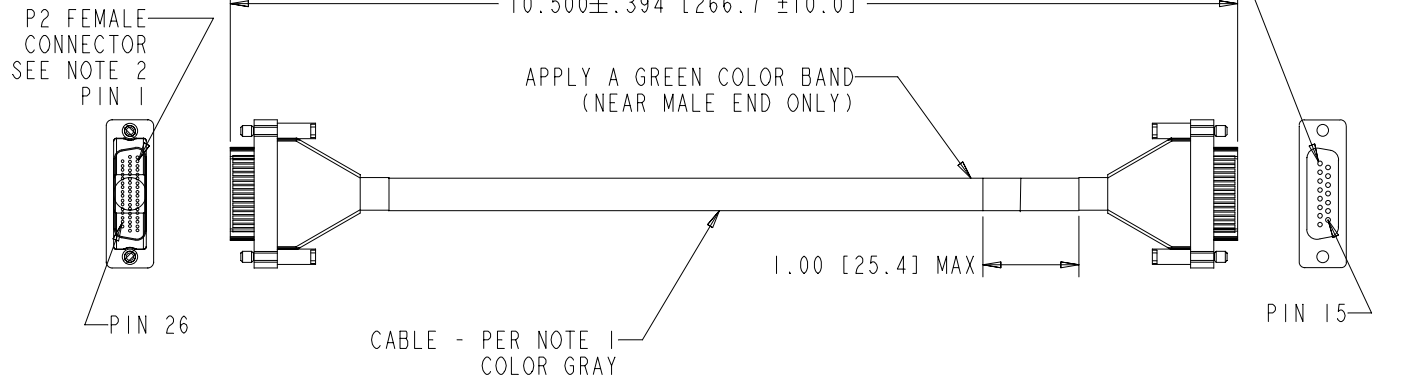 10.500±.394 [266.7 ±10.0]
P2 FEMALE
CONNECTOR
SEE NOTE 2
PIN 1
APPLY A GREEN COLOR BAND
(NEAR MALE END ONLY)
1.00 [25.4] MAX
PIN 26
PIN 15
CABLE - PER NOTE 1
COLOR GRAY